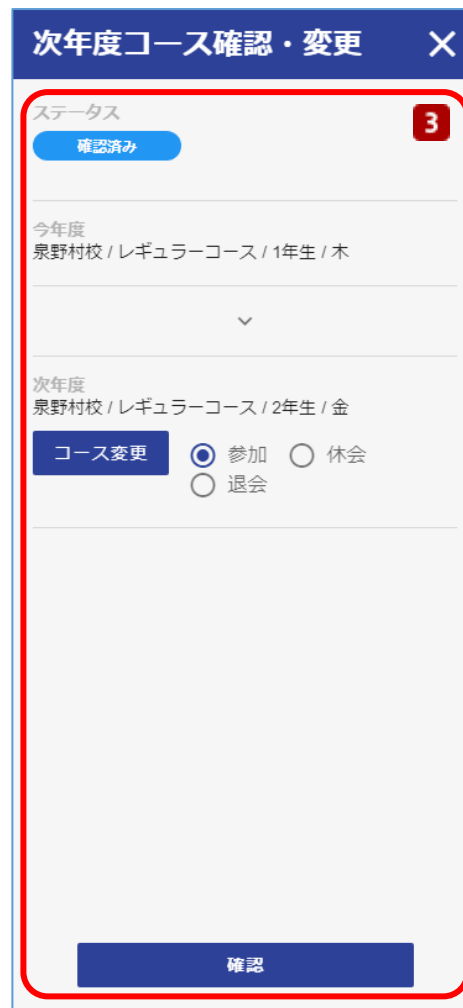 次年度コース確認・変更 ×
ステータス
3
確認済み
今年度
泉野村校 / レギュラーコース / 1年生 / 木
次年度
泉野村校 / レギュラーコース / 2年生 / 金
コース変更 参加 休会
退会
確認